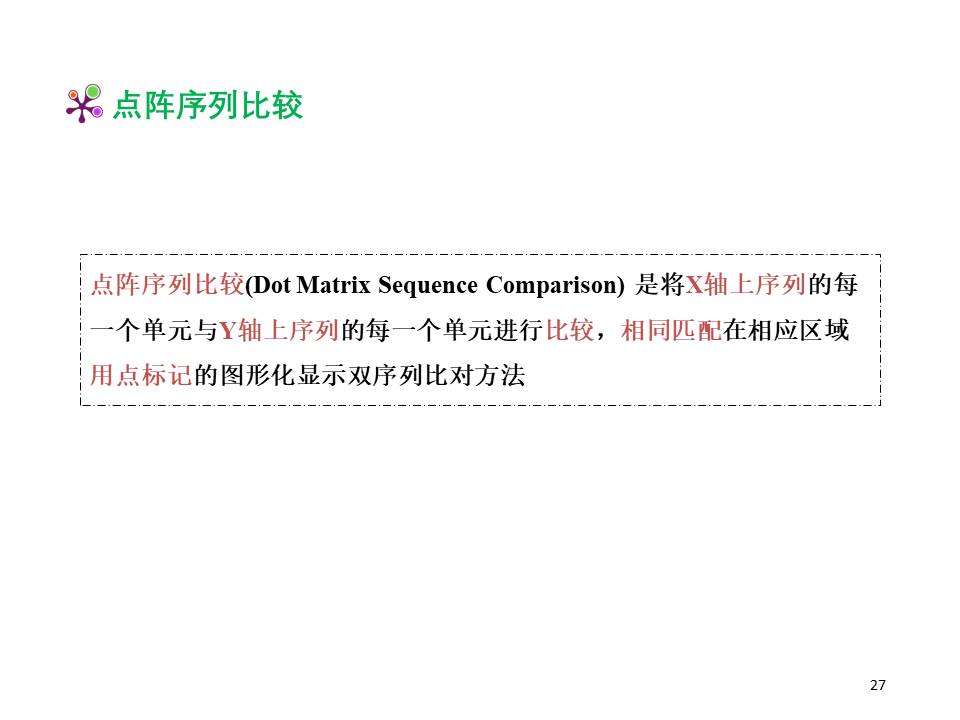 点阵序列比较
点阵序列比较(Dot Matrix Sequence Comparison) 是将X轴上序列的每
一个单元与Y轴上序列的每一个单元进行比较，相同匹配在相应区域
用点标记的图形化显示双序列比对方法
27